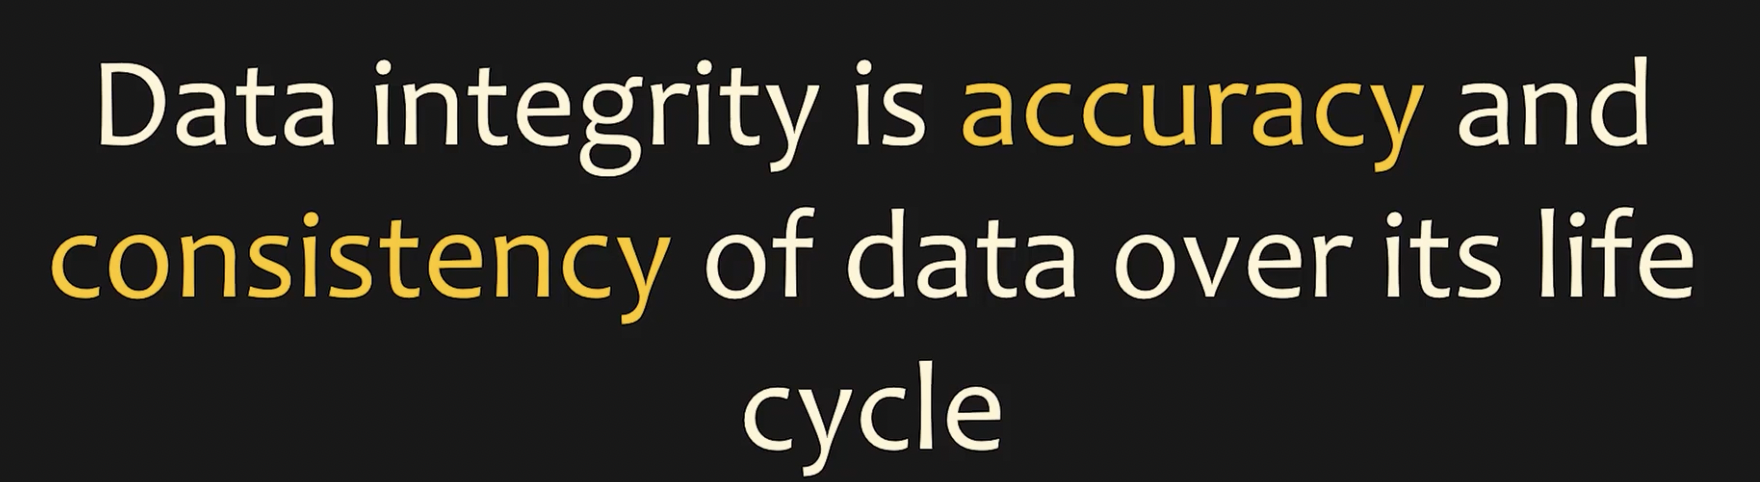 Data integrity is accuracy and
consistency of data over its life
cycle